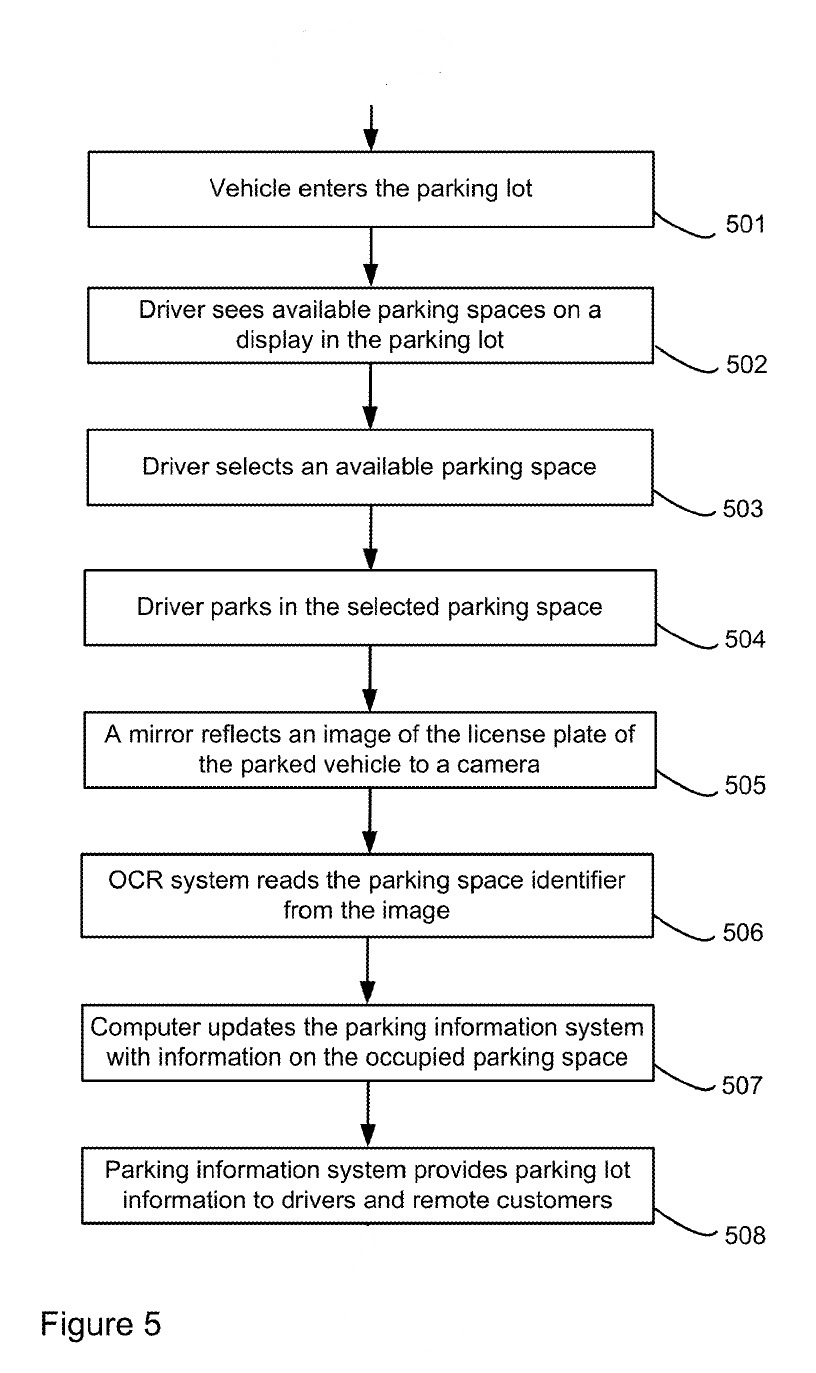 Vehicle enters the parking lot
501
Driver sees available parking spaces on a
display in the parking lot
502
Driver selects an available parking space
503
Driver parks in the selected parking space
504
A mirror reflects an image of the license plate of
the parked vehicle to a camera
505
OCR system reads the parking space identifier
from the image
506
Computer updates the parking information system
with information on the occupied parking space
507
Parking information system provides parking lot
information to drivers and remote customers
508
Figure 5